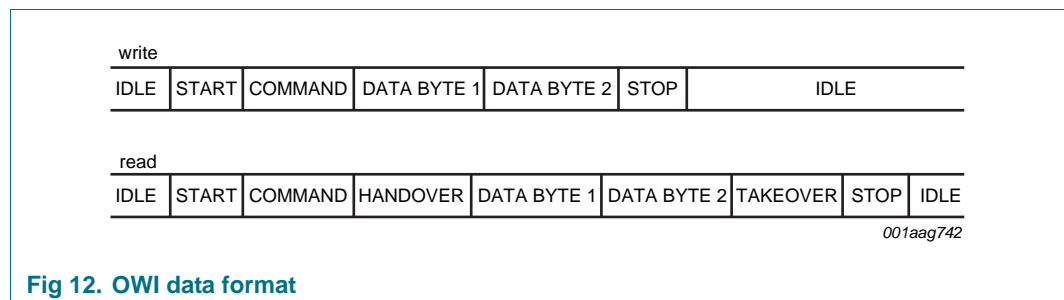 write
IDLE START COMMAND DATA BYTE 1 DATA BYTE 2 STOP IDLE
read
IDLE START COMMAND HANDOVER DATA BYTE 1 DATA BYTE 2 TAKEOVER STOP IDLE
001aag742
Fig 12. OWI data format